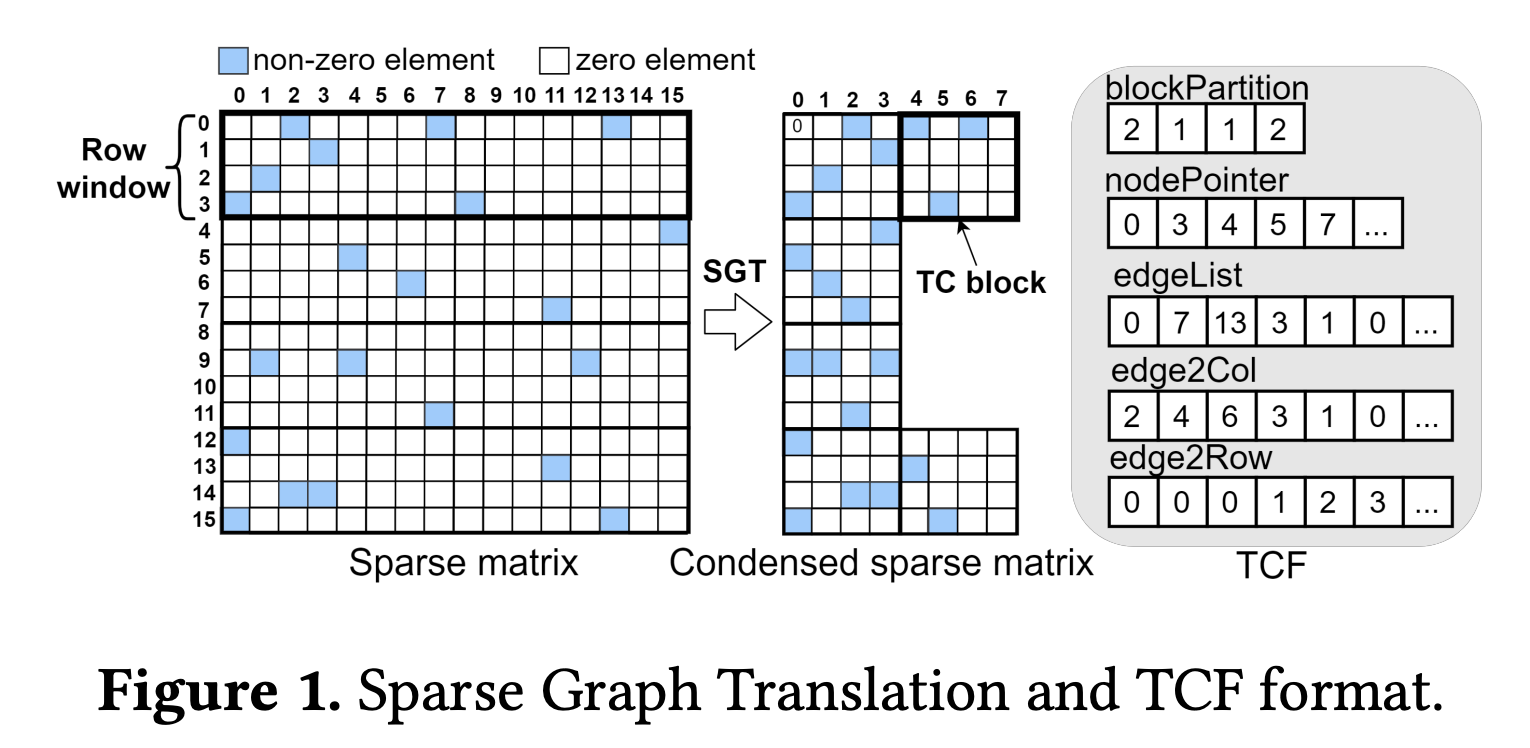 non-zero element zero element
0 1 2 3 4 5 6 7 8 9 10 11 12 13 14 15
Row
window
0
1
2
3
4
5
6
7
8
9
10
11
12
13
14
15
Sparse matrix
SGT
0 1 2 3 4 5 6 7
0
TC block
Condensed sparse matrix
blockPartition
2 1 1 2
nodePointer
0 3 4 5 7 ...
edgeList
0 7 13 3 1 0 ...
edge2Col
2 4 6 3 1 0 ...
edge2Row
0 0 0 1 2 3 ...
TCF
Figure 1. Sparse Graph Translation and TCF format.